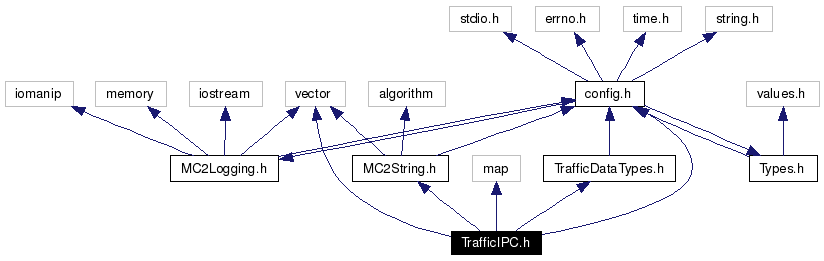 stdio.h
errno.h
time.h
string.h
iomanip
memory
iostream
vector
algorithm
config.h
values.h
MC2Logging.h
MC2String.h
map
TrafficDataTypes.h
Types.h
TrafficIPC.h